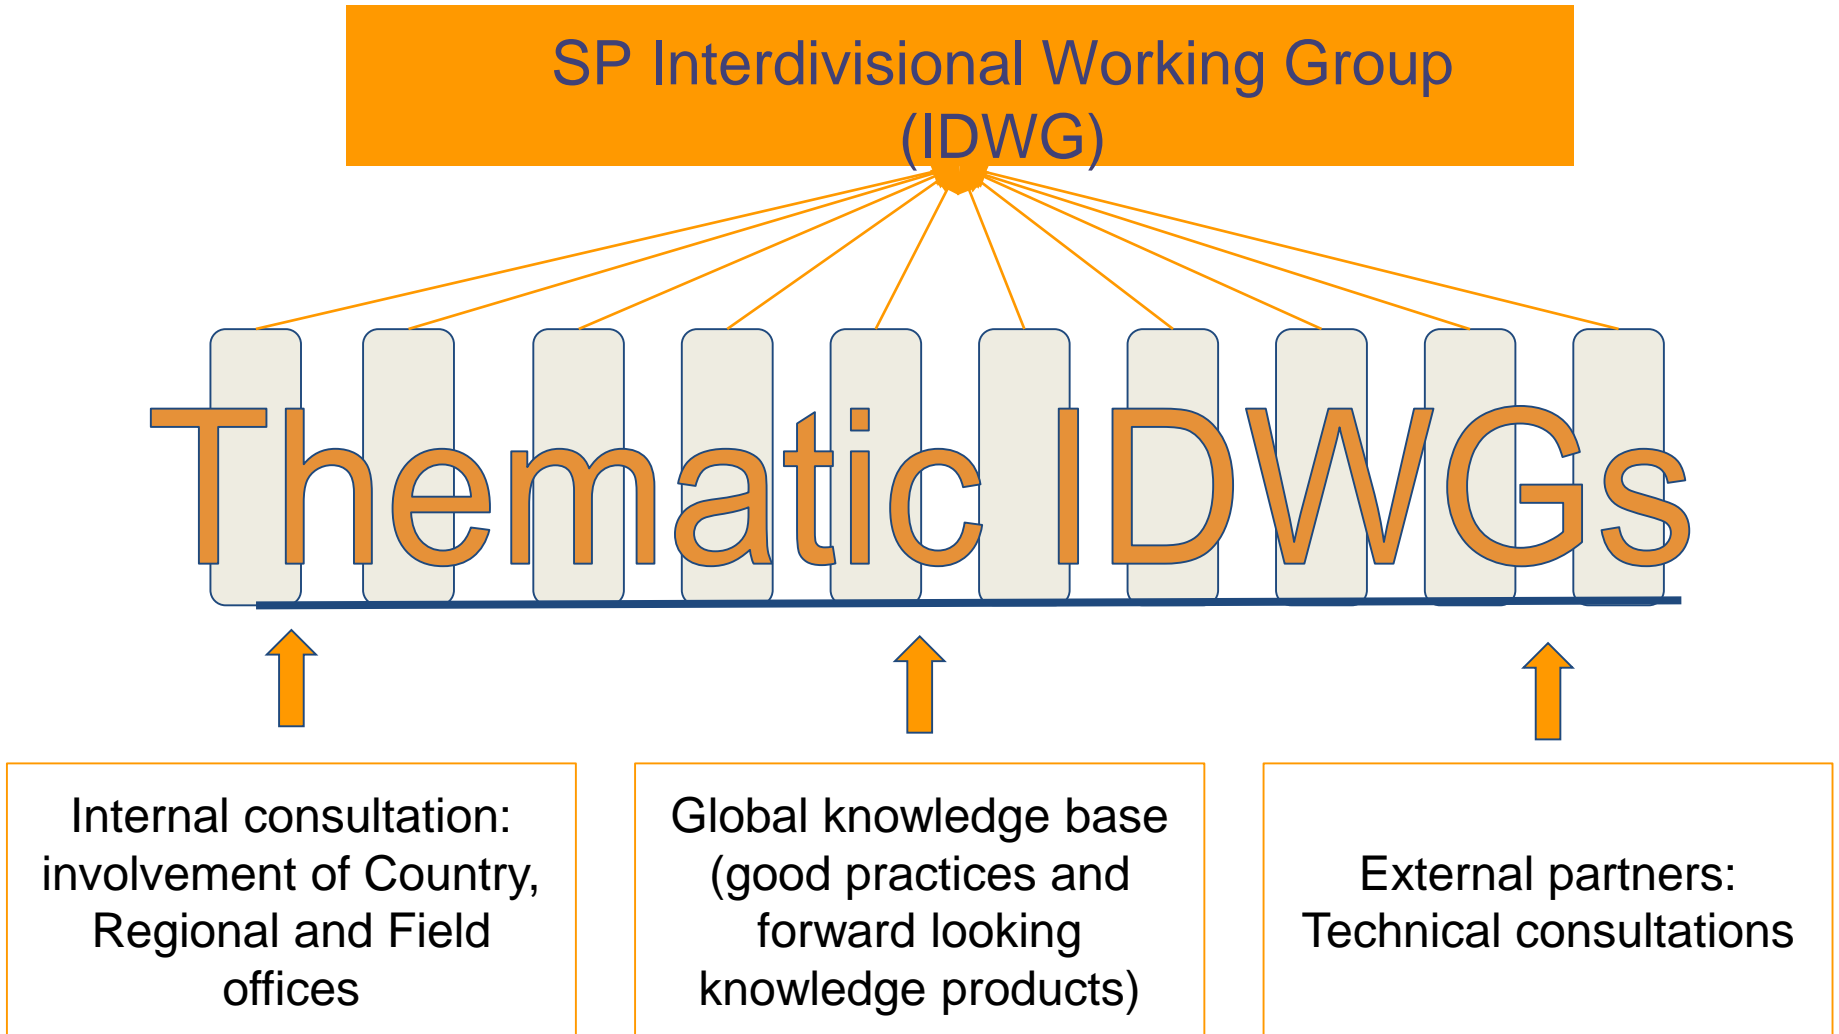 SP Interdivisional Working Group
(IDWG)
Thematic IDWGs
Internal consultation:
involvement of Country,
Regional and Field
offices
Global knowledge base
(good practices and
forward looking
knowledge products)
External partners:
Technical consultations